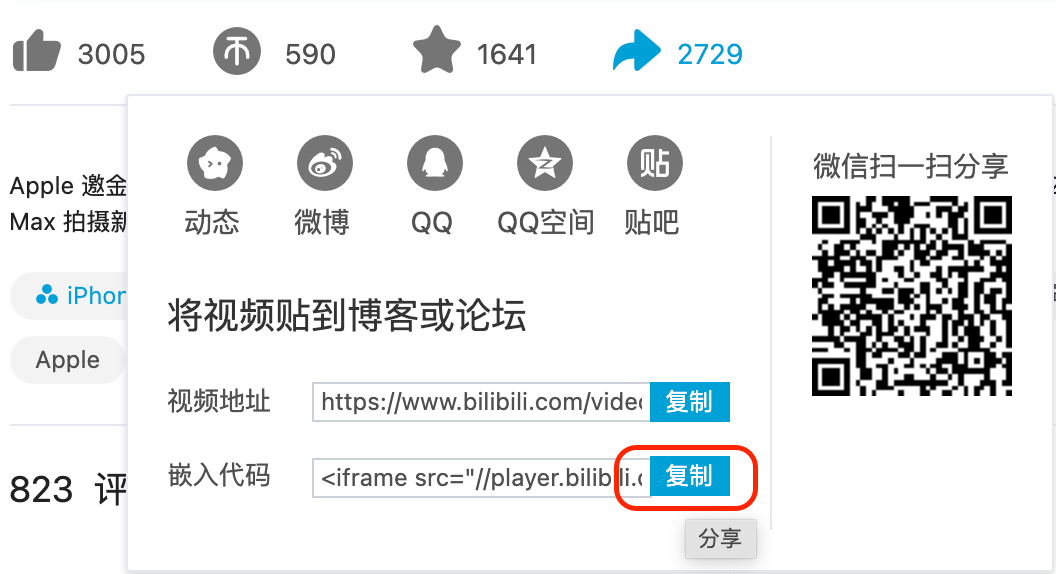 3005 590 1641 2729
微信扫一扫分享
贴
Apple 邀金
动态 微博 QQ QQ空间 贴吧
Max 拍摄新
iPhon
将视频贴到博客或论坛
Apple
视频地址 https://www.bilibili.com/video 复制
嵌入代码 <iframe src="//player.bilibili.c 复制
823 评
分享